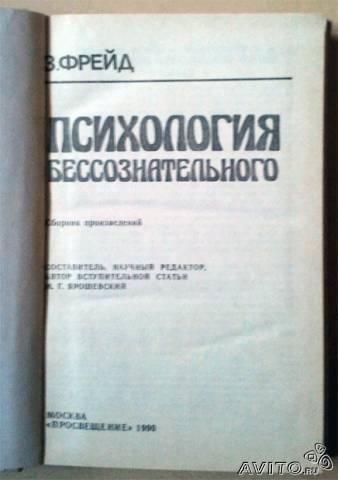 З.ФРЕЙД
ПСИХОЛОГИЯ
БЕССОЗНАТЕЛЬНОГО
Сборник произведений
СОСТАВИТЕЛЬ, НАУЧНЫЙ РЕДАКТОР,
АВТОР ВСТУПИТЕЛЬНОЙ СТАТЬИ
М. Г. ЯРОШЕВСКИЙ
МОСКВА
«ПРОСВЕЩЕНИЕ» 1990
AVITO.ru